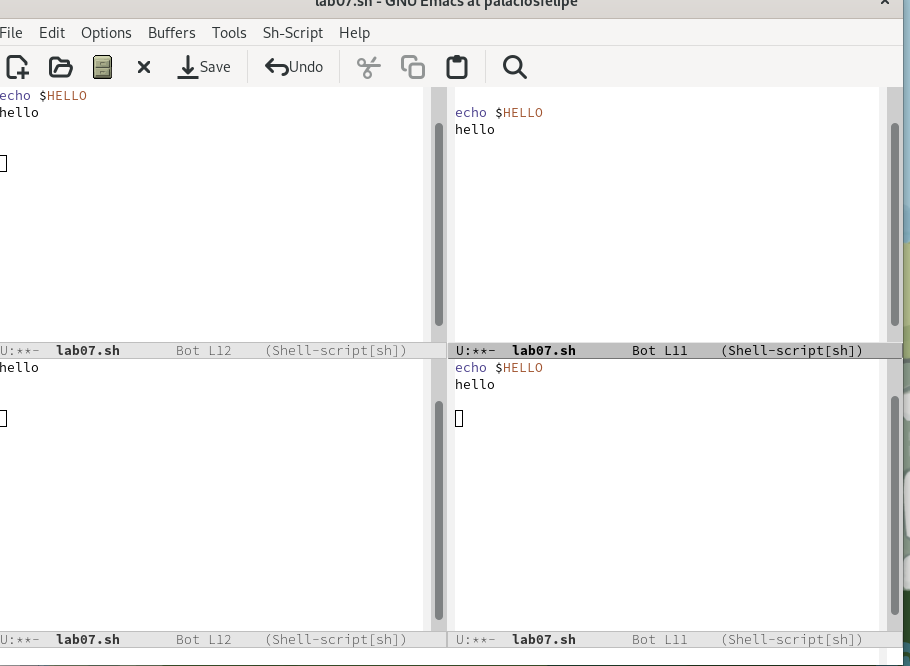 lab07.sh - GNU Emacs at palaciosfelipe
File Edit Options Buffers Tools Sh-Script Help
Save Undo
echo $HELLO
hello
U:**- lab07.sh Bot L12 (Shell-script[sh])
echo $HELLO
hello
U:**- lab07.sh Bot L11 (Shell-script[sh])
hello
U:**- lab07.sh Bot L12 (Shell-script[sh])
echo $HELLO
hello
U:**- lab07.sh Bot L11 (Shell-script[sh])